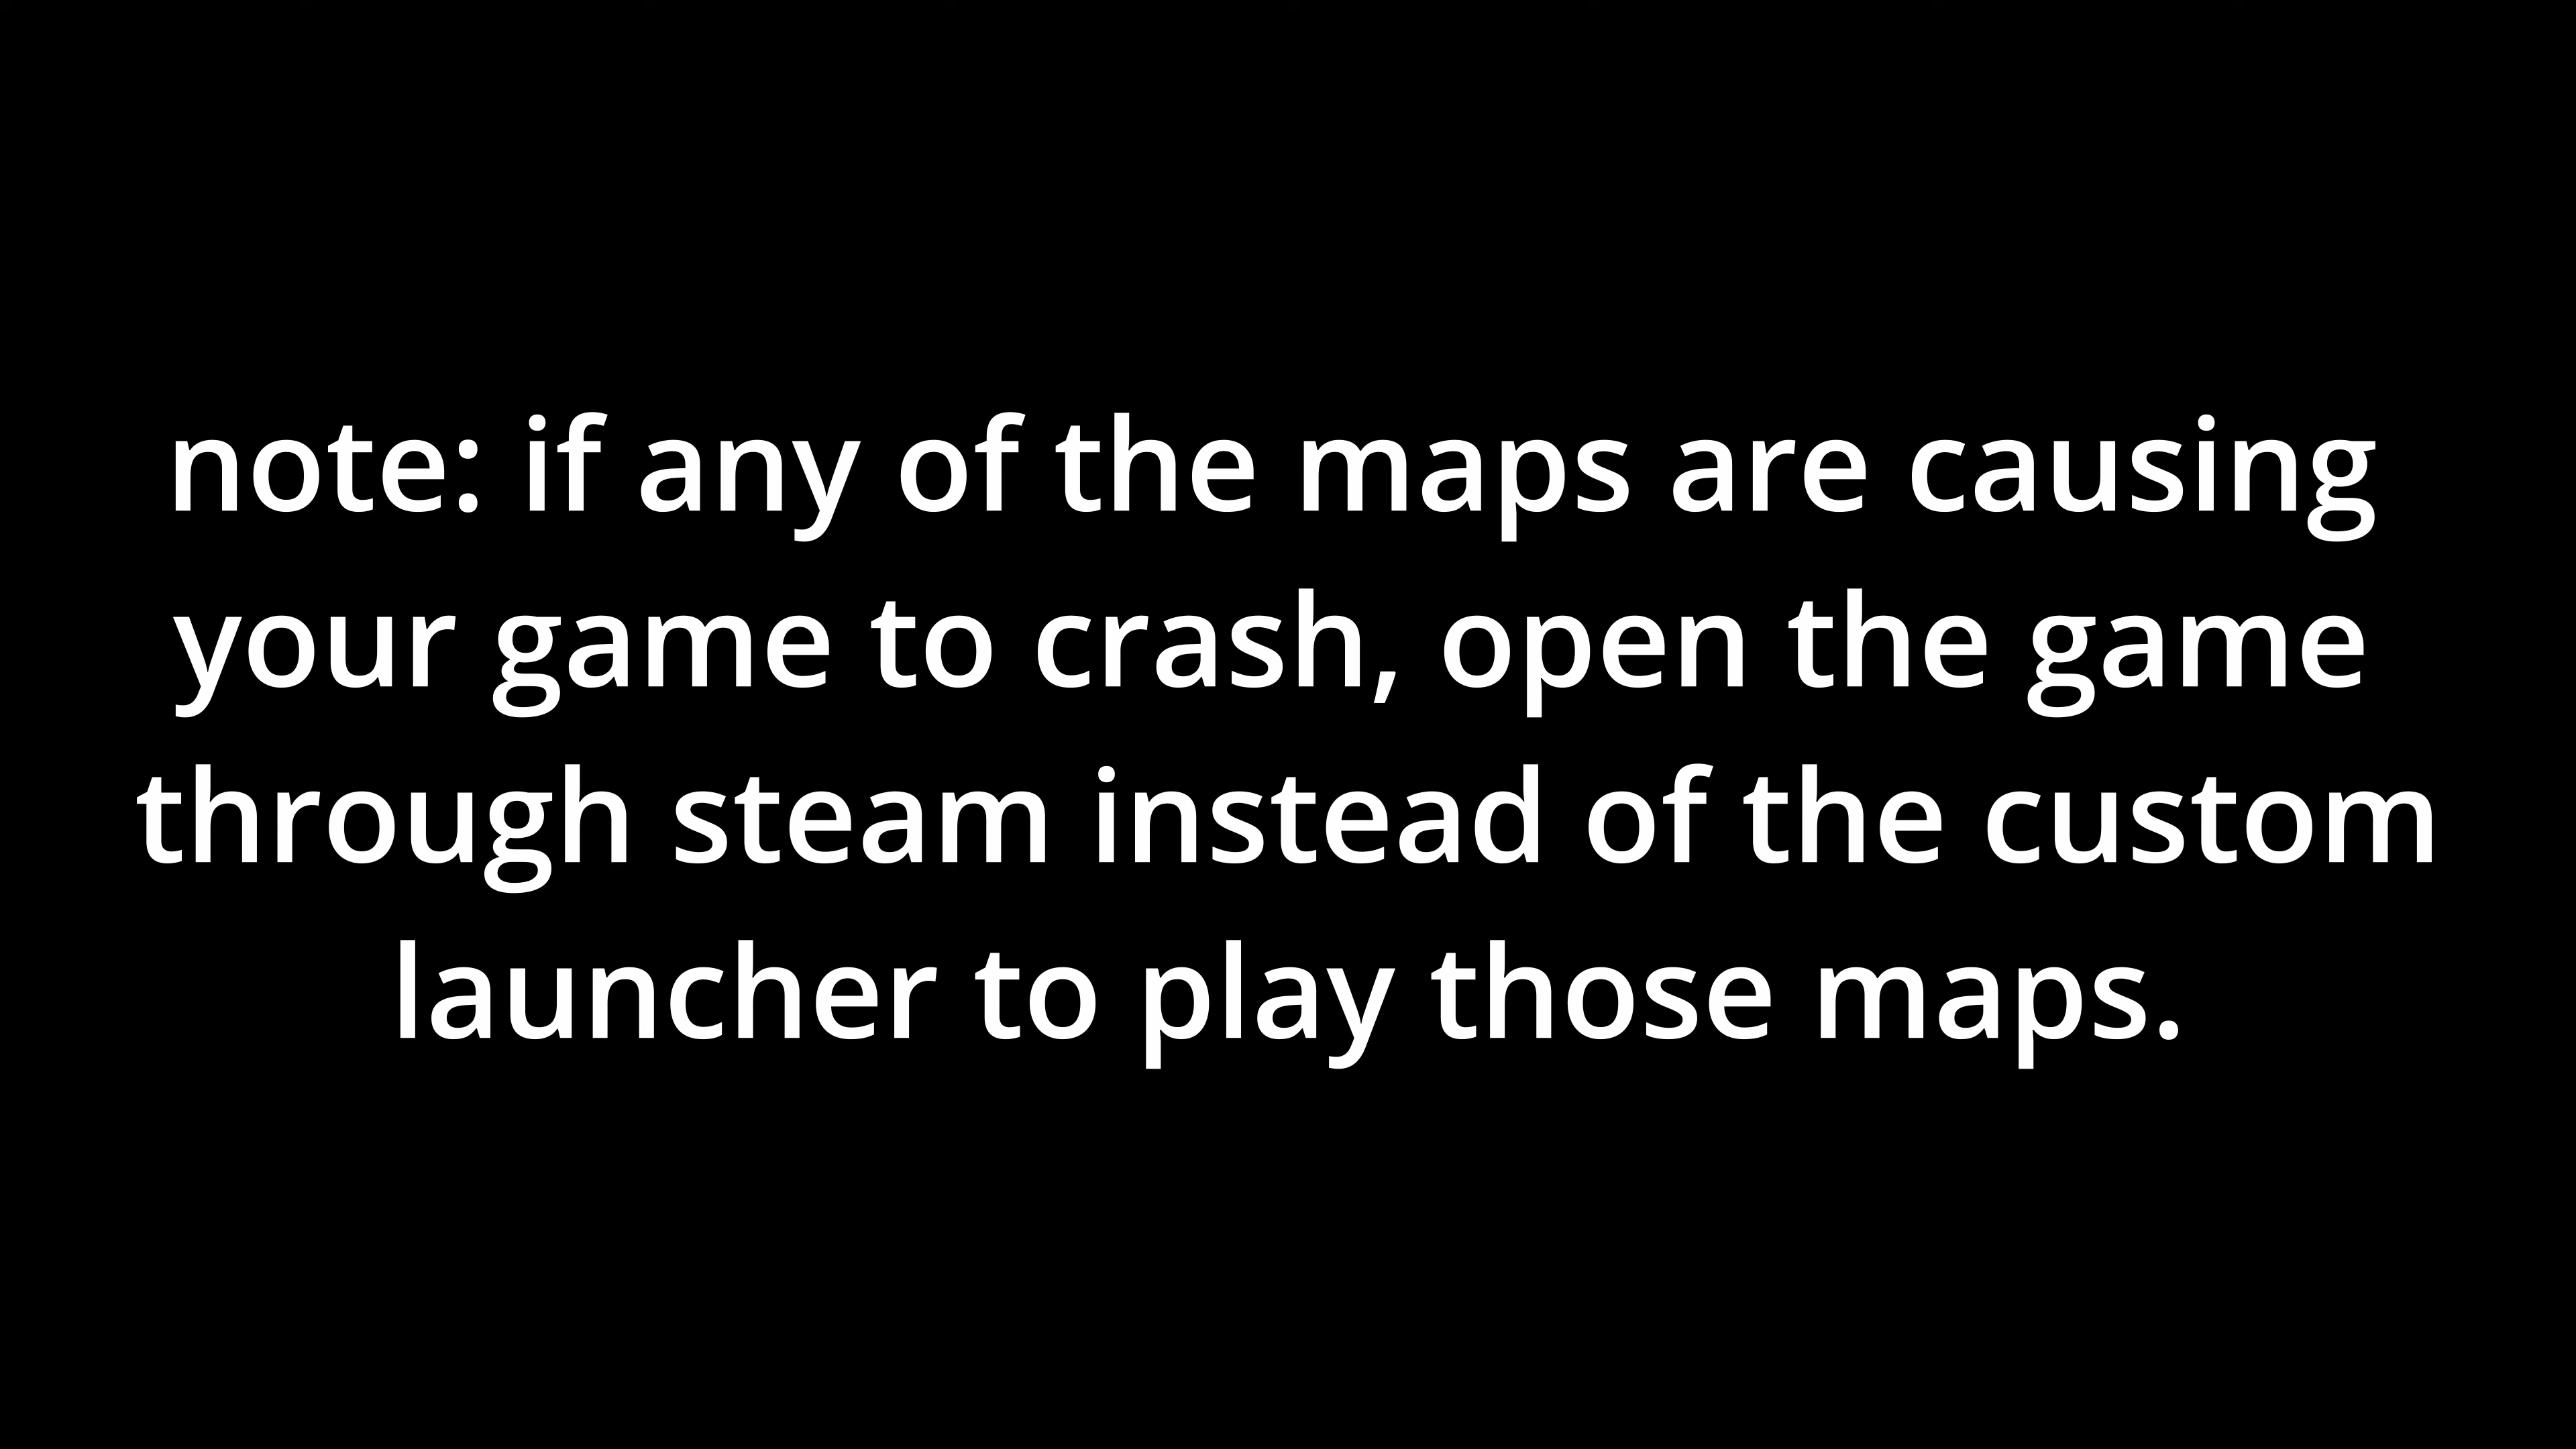 note: if any of the maps are causing
your game to crash, open the game
through steam instead of the custom
launcher to play those maps.